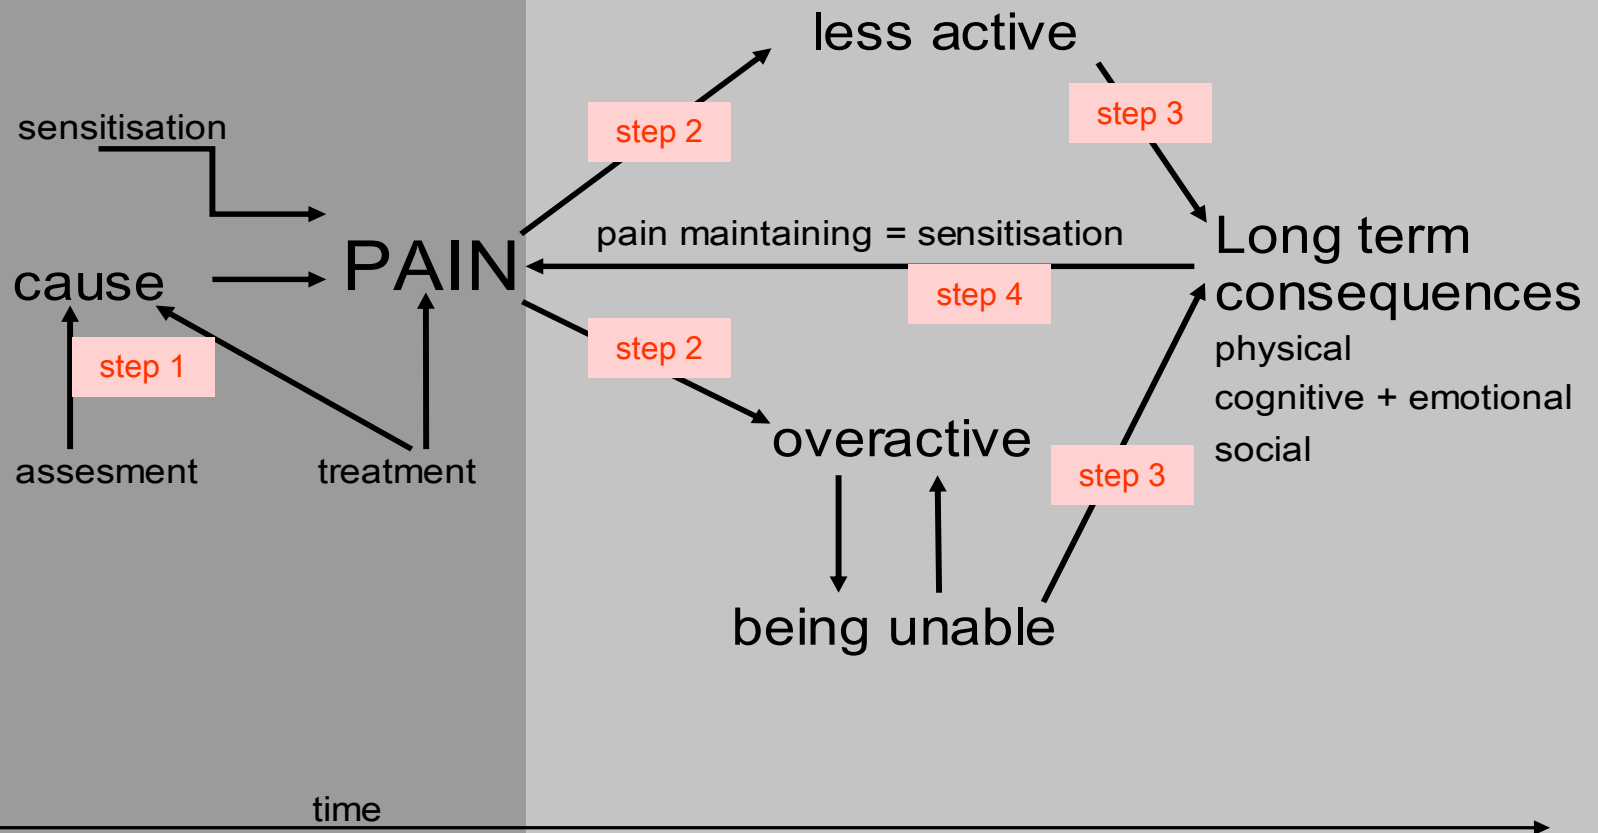 less active
step 2
step 3
sensitisation
pain maintaining = sensitisation
PAIN
cause
step 4
Long term
consequences
physical
cognitive + emotional
social
step 1
step 2
assesment
treatment
overactive
step 3
being unable
time